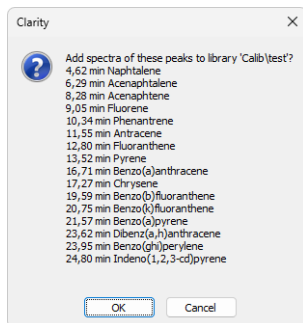 Clarity
Add spectra of these peaks to library 'Calib\test'?
4,62 min Naphtalene
6,29 min Acenaphtalene
8,28 min Acenaphtene
9,05 min Fluorene
10,34 min Phenantrene
11,55 min Antracene
12,80 min Fluoranthene
13,52 min Pyrene
16,71 min Benzo(a)anthracene
17,27 min Chrysene
19,59 min Benzo(b)fluoranthene
20,75 min Benzo(k)fluoranthene
21,57 min Benzo(a)pyrene
23,62 min Dibenz(a,h)anthracene
23,95 min Benzo(ghi)perylene
24,80 min Indeno(1,2,3-cd)pyrene
OK
Cancel